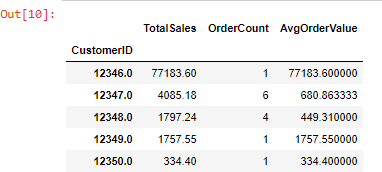 Out[10]:
TotalSales OrderCount AvgOrderValue
CustomerID
12346.0 77183.60 1 77183.600000
12347.0 4085.18 6 680.863333
12348.0 1797.24 4 449.310000
12349.0 1757.55 1 1757.550000
12350.0 334.40 1 334.400000